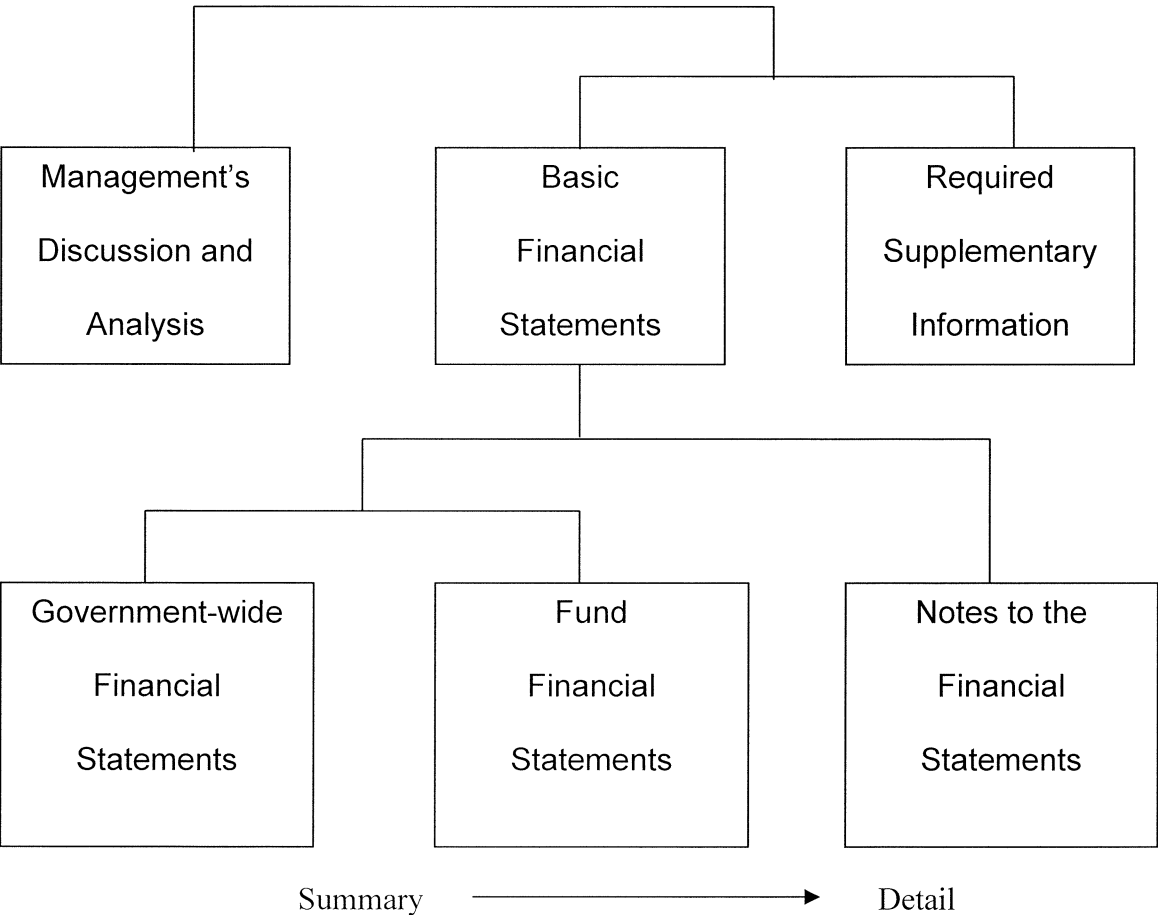 Management’s
Discussion and
Analysis
Basic
Financial
Statements
Required
Supplementary
Information
Government-wide
Financial
Statements
Fund
Financial
Statements
Notes to the
Financial
Statements
Summary
Detail